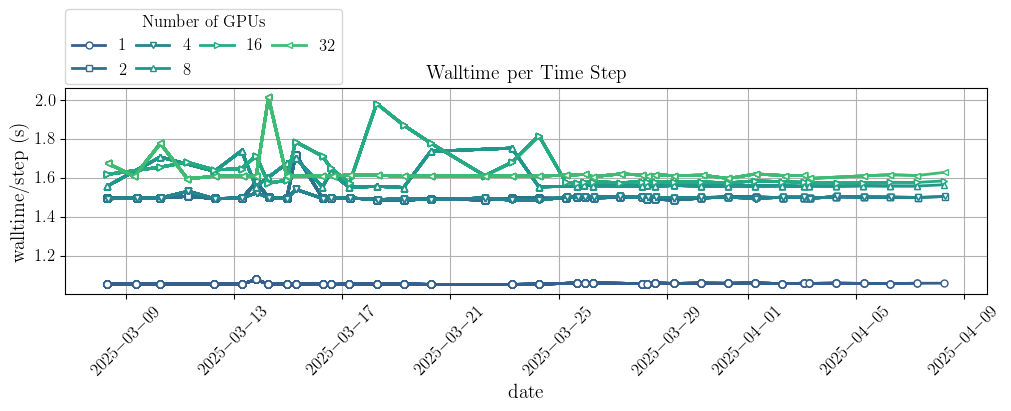 Number of GPUs
1 4 16 32
2 8
Walltime per Time Step
walltime/step (s)
2.0
1.8
1.6
1.4
1.2
2025−03−09 2025−03−13 2025−03−17 2025−03−21 2025−03−25 2025−03−29 2025−04−01 2025−04−05 2025−04−09
date